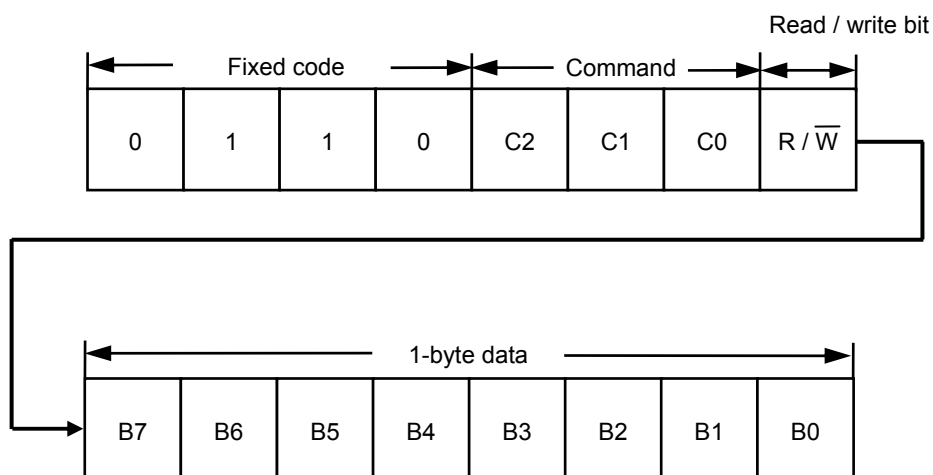 Read / write bit
Fixed code Command
0 1 1 0 C2 C1 C0 R / W̅
1-byte data
B7 B6 B5 B4 B3 B2 B1 B0